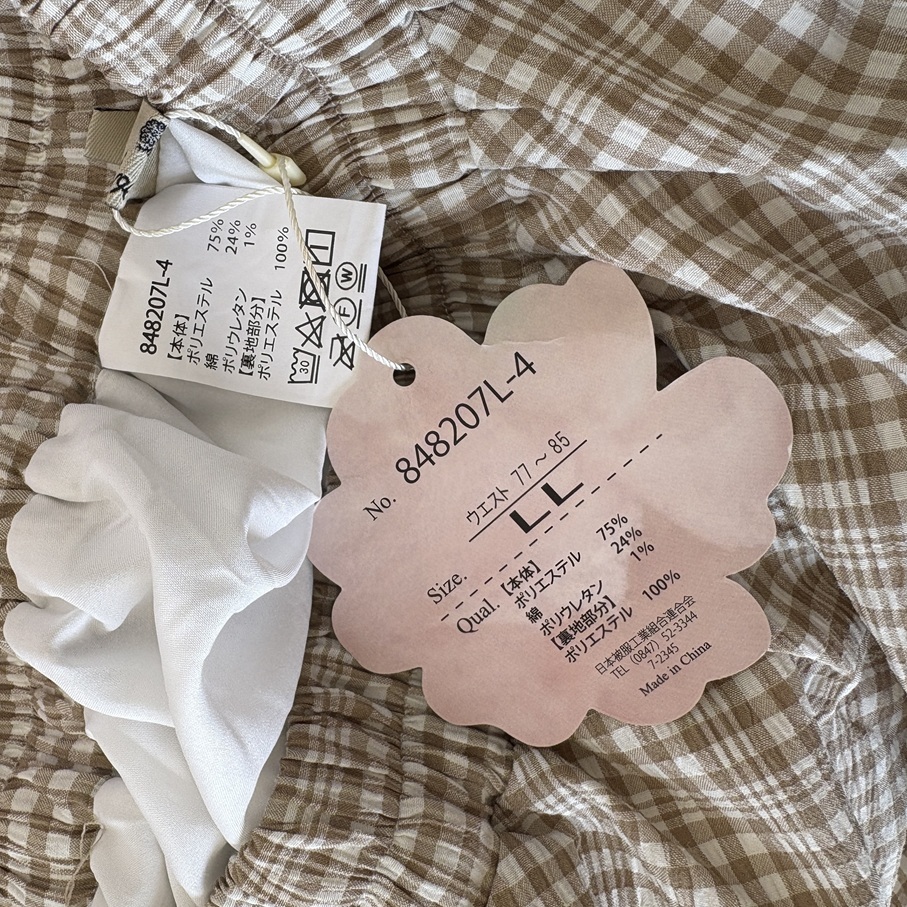 848207L-4
【本体】
ポリエステル 75%
綿 24%
ポリウレタン 1%
【裏地部分】
ポリエステル 100%
30
F
W
No. 848207L-4
ウエスト 77～85
Size. LL
Qual.【本体】
ポリエステル 75%
綿 24%
ポリウレタン 1%
【裏地部分】
ポリエステル 100%
日本被服工業組合連合会
TEL (0847) 52-3344
7-2345
Made in China